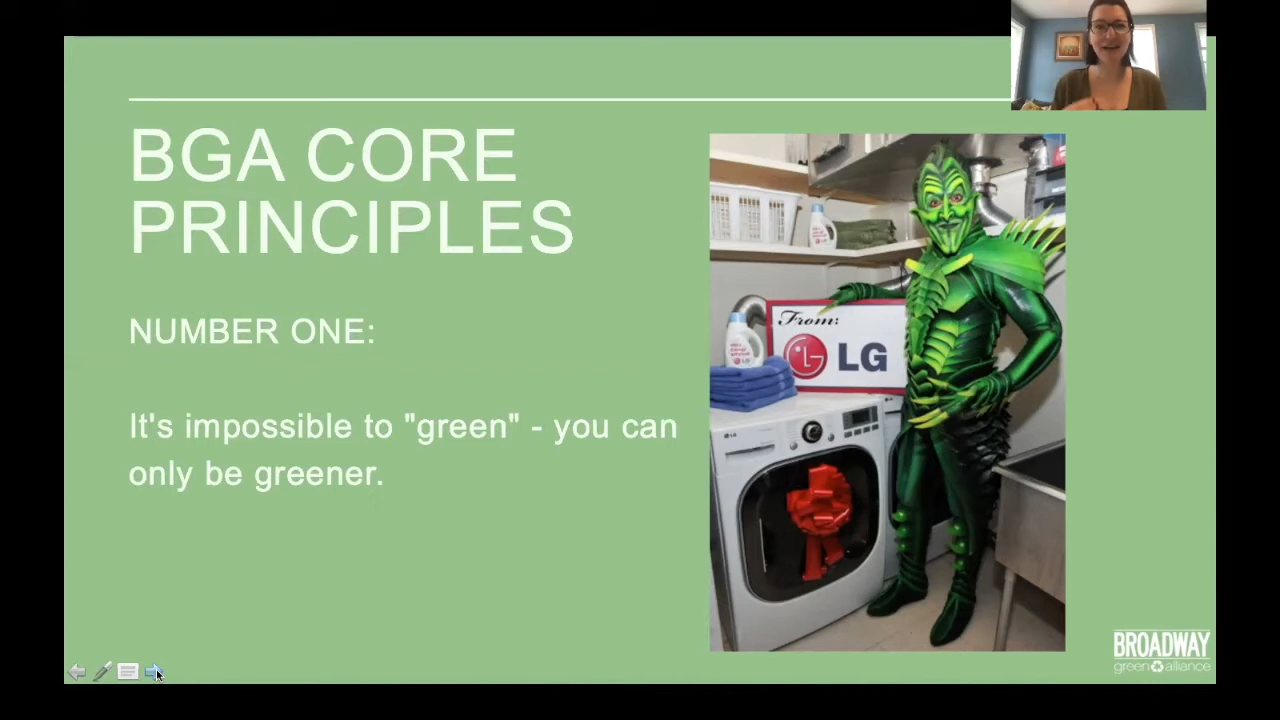 BGA CORE
PRINCIPLES
NUMBER ONE:
It's impossible to "green" - you can
only be greener.
From:
LG
LG
BROADWAY
green alliance